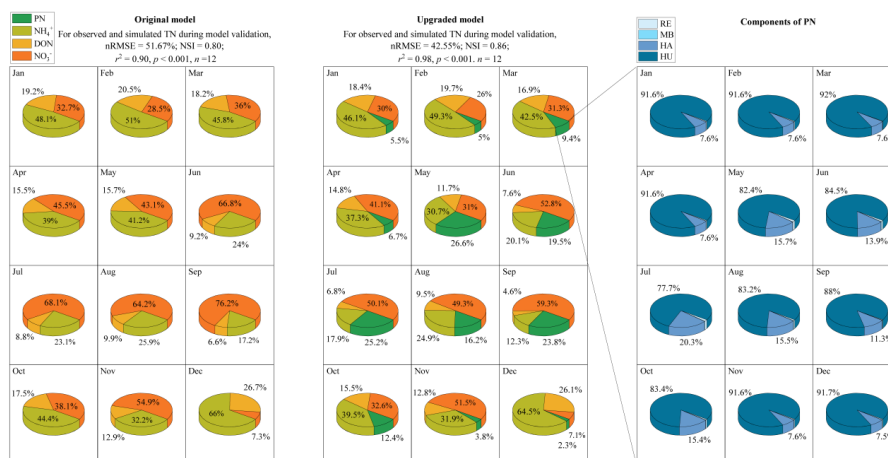 PN
NH₄⁺
DON
NO₃⁻
Original model
For observed and simulated TN during model validation,
nRMSE = 51.67%; NSI = 0.80;
r² = 0.90, p < 0.001, n =12
Jan
19.2%
32.7%
48.1%
Feb
20.5%
28.5%
51%
Mar
18.2%
36%
45.8%
Apr
15.5%
45.5%
39%
May
15.7%
43.1%
41.2%
Jun
66.8%
9.2%
24%
Jul
68.1%
8.8%
23.1%
Aug
64.2%
9.9%
25.9%
Sep
76.2%
6.6%
17.2%
Oct
17.5%
38.1%
44.4%
Nov
54.9%
32.2%
12.9%
Dec
26.7%
66%
7.3%
Upgraded model
For observed and simulated TN during model validation,
nRMSE = 42.55%; NSI = 0.86;
r² = 0.98, p < 0.001. n = 12
Jan
18.4%
30%
46.1%
5.5%
Feb
19.7%
26%
49.3%
5%
Mar
16.9%
31.3%
42.5%
9.4%
Apr
14.8%
41.1%
37.3%
6.7%
May
11.7%
31%
30.7%
26.6%
Jun
7.6%
52.8%
20.1%
19.5%
Jul
6.8%
50.1%
17.9%
25.2%
Aug
9.5%
49.3%
24.9%
16.2%
Sep
4.6%
59.3%
12.3%
23.8%
Oct
15.5%
32.6%
39.5%
12.4%
Nov
12.8%
51.5%
31.9%
3.8%
Dec
26.1%
64.5%
7.1%
2.3%
RE
MB
HA
HU
Components of PN
Jan
91.6%
7.6%
Feb
91.6%
7.6%
Mar
92%
7.6%
Apr
91.6%
7.6%
May
82.4%
15.7%
Jun
84.5%
13.9%
Jul
77.7%
20.3%
Aug
83.2%
15.5%
Sep
88%
11.3%
Oct
83.4%
15.4%
Nov
91.6%
7.6%
Dec
91.7%
7.5%